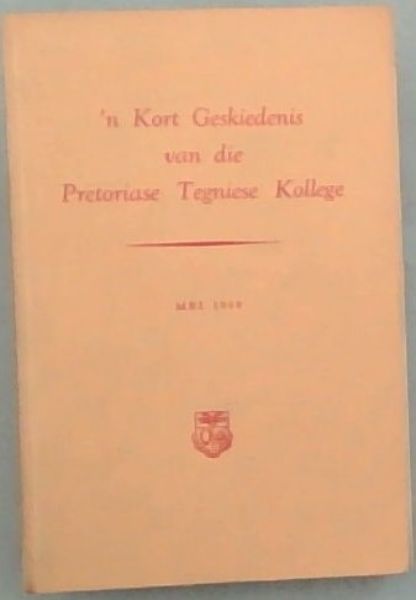 'n Kort Geskiedenis
van die
Pretoriase Tegniese Kollege
MEI